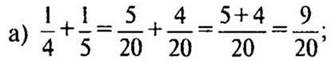 а) 1/4 + 1/5 = 5/20 + 4/20 = 5+4/20 = 9/20;